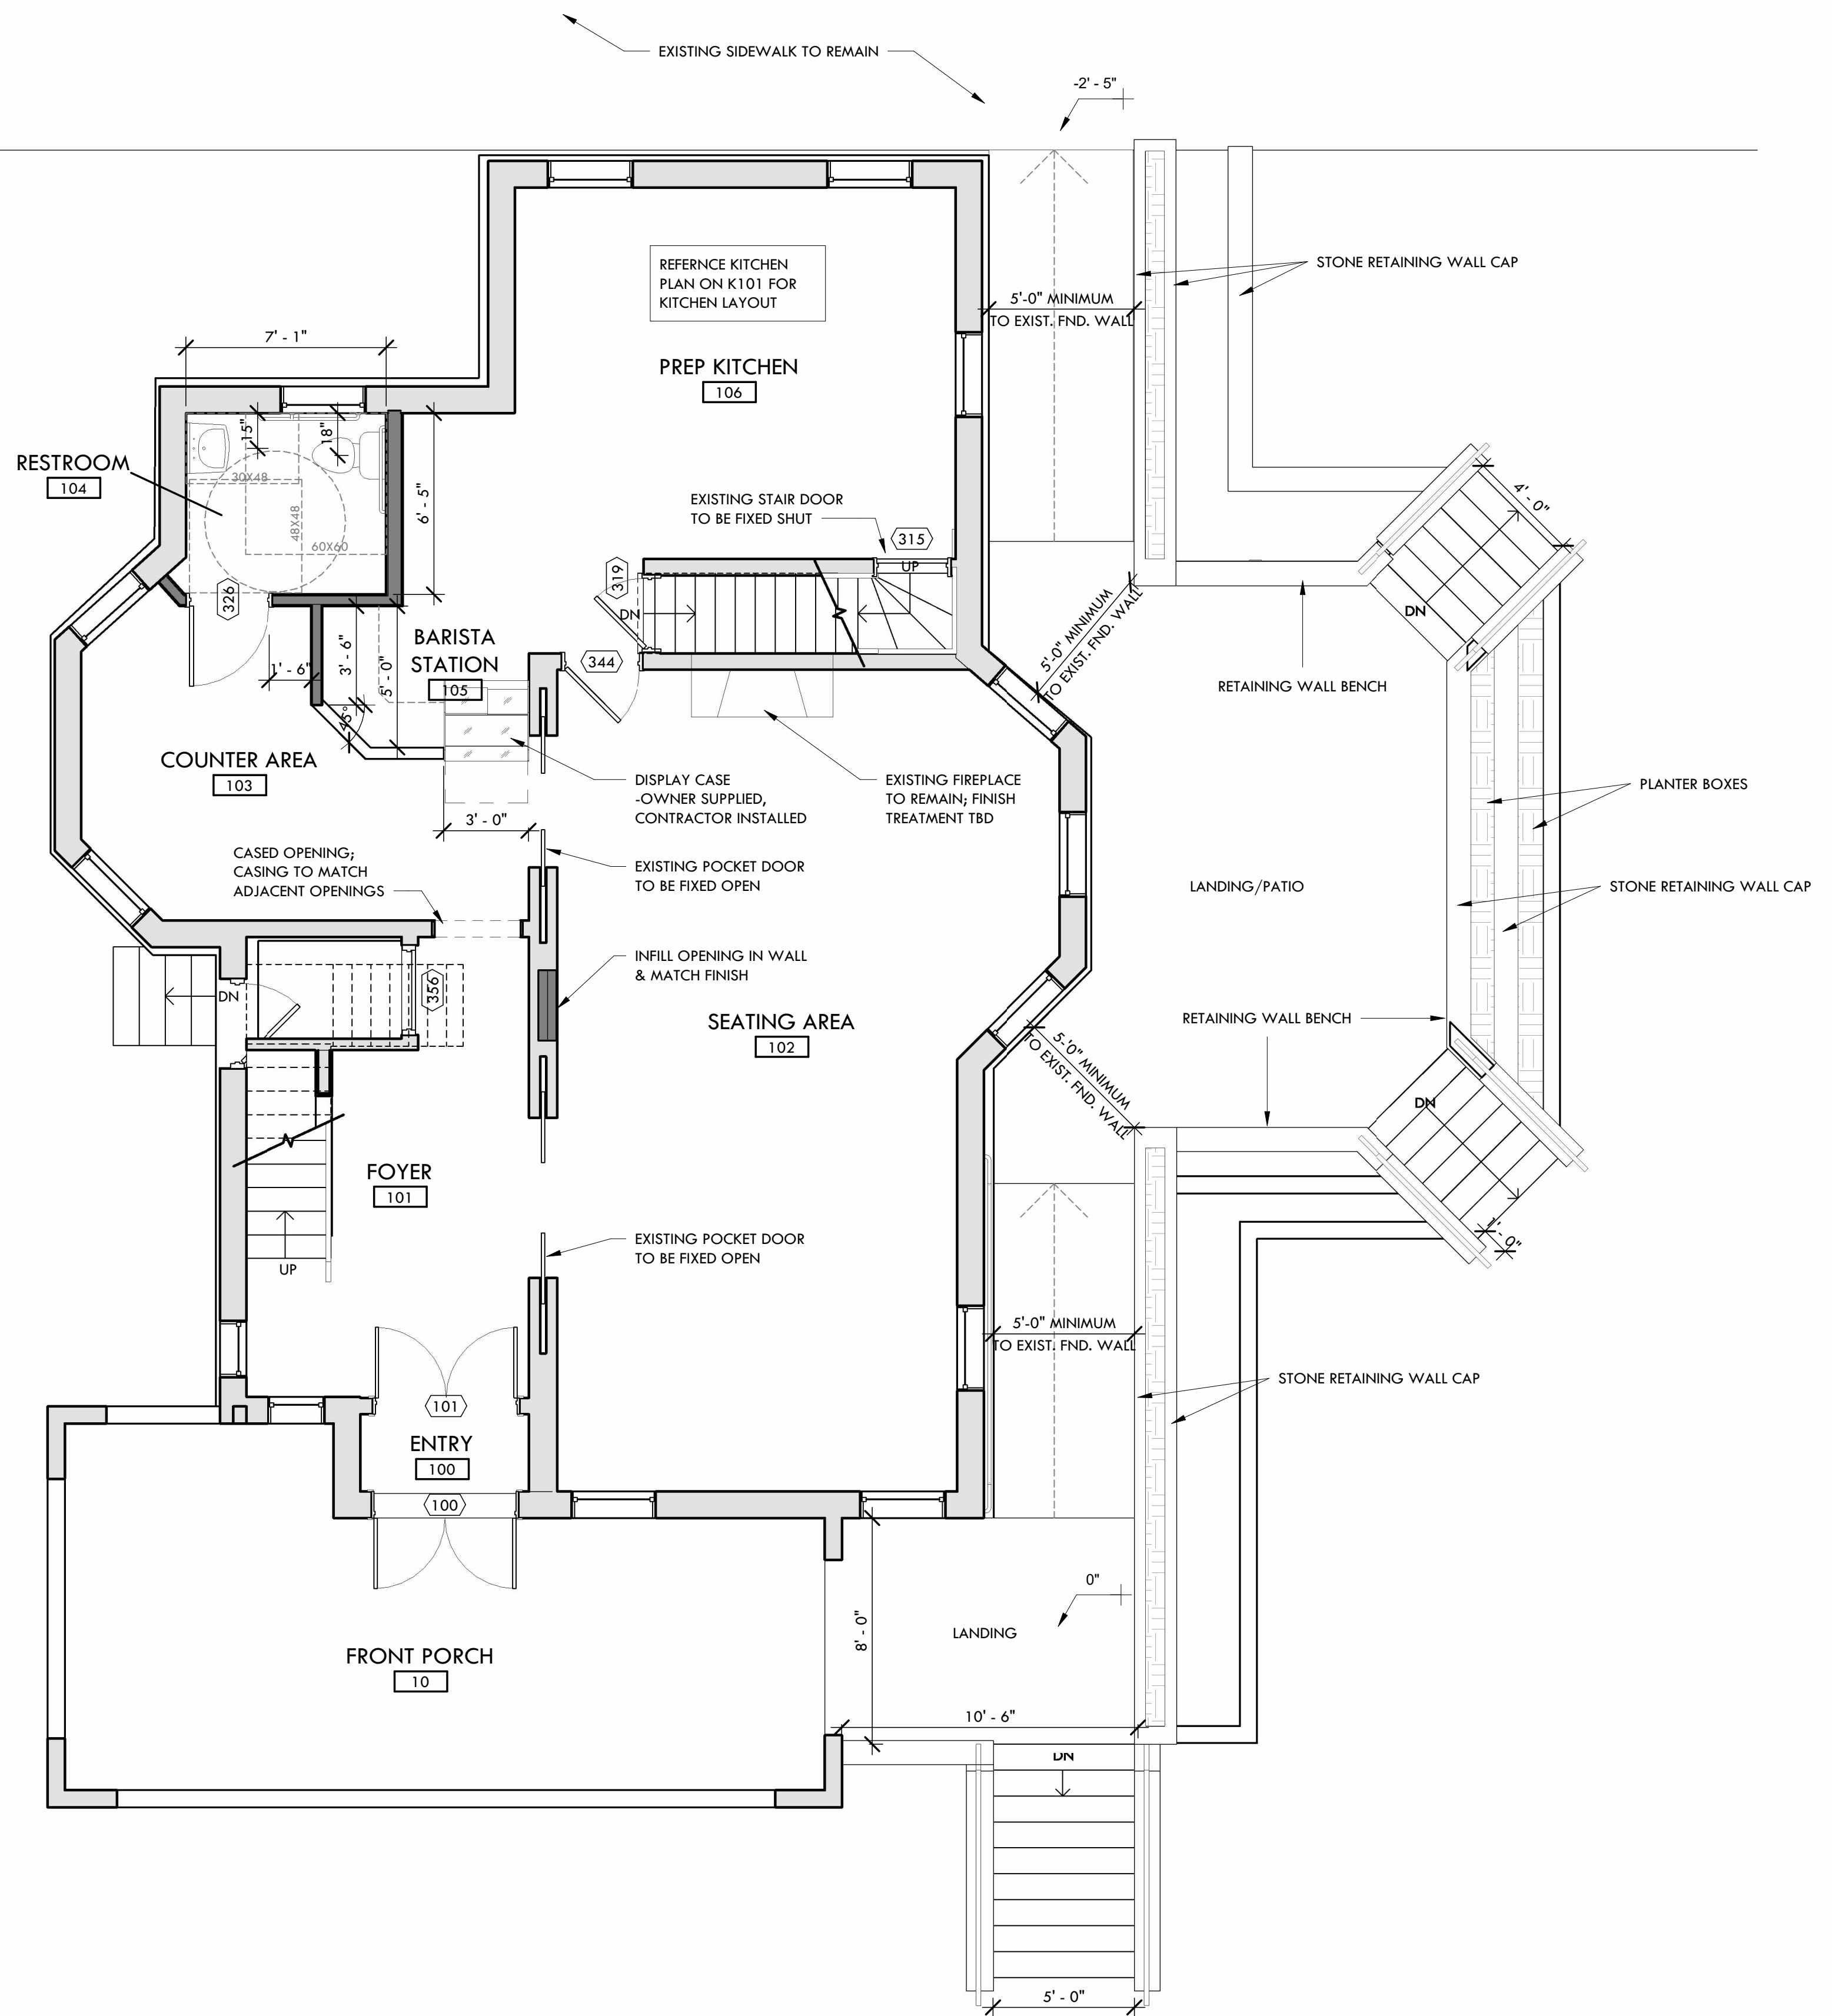 EXISTING SIDEWALK TO REMAIN
-2' - 5"
REFERNCE KITCHEN
PLAN ON K101 FOR
KITCHEN LAYOUT
STONE RETAINING WALL CAP
5'-0" MINIMUM
TO EXIST. FND. WALL
7' - 1"
PREP KITCHEN
106
15"
18"
RESTROOM
104
30X48
48X48
60X60
6' - 5"
EXISTING STAIR DOOR
TO BE FIXED SHUT
315
UP
4' - 0"
326
319
DN
DN
5'-0" MINIMUM
TO EXIST. FND. WALL
BARISTA
STATION
105
344
1' - 6"
3' - 6"
5' - 0"
45°
RETAINING WALL BENCH
COUNTER AREA
103
DISPLAY CASE
-OWNER SUPPLIED,
CONTRACTOR INSTALLED
EXISTING FIREPLACE
TO REMAIN; FINISH
TREATMENT TBD
PLANTER BOXES
3' - 0"
CASED OPENING;
CASING TO MATCH
ADJACENT OPENINGS
EXISTING POCKET DOOR
TO BE FIXED OPEN
LANDING/PATIO
STONE RETAINING WALL CAP
INFILL OPENING IN WALL
& MATCH FINISH
DN
356
SEATING AREA
102
RETAINING WALL BENCH
5-'0" MINIMUM
TO EXIST. FND. WALL
DN
FOYER
101
EXISTING POCKET DOOR
TO BE FIXED OPEN
1'- 0"
UP
5'-0" MINIMUM
TO EXIST. FND. WALL
STONE RETAINING WALL CAP
101
ENTRY
100
100
0"
8' - 0"
LANDING
FRONT PORCH
10
10' - 6"
DN
5' - 0"